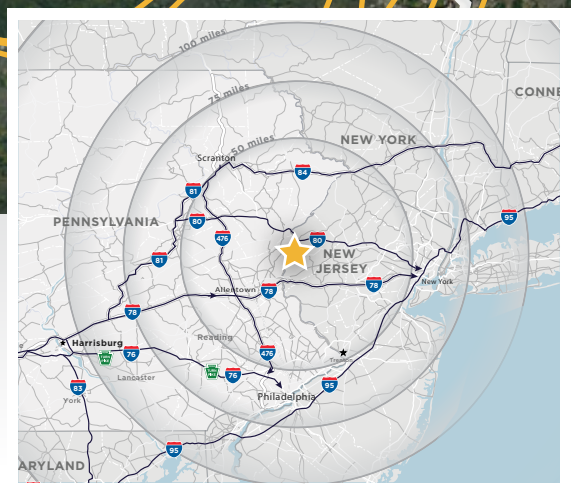 100 miles
75 miles
50 miles
CONNE
NEW YORK
Scranton
84
81
PENNSYLVANIA
80
95
476
80
NEW
JERSEY
81
78
78
Allentown
New York
78
Reading
Harrisburg
76
476
Trenton
Lancaster
76
95
83
York
Philadelphia
95
ARYLAND